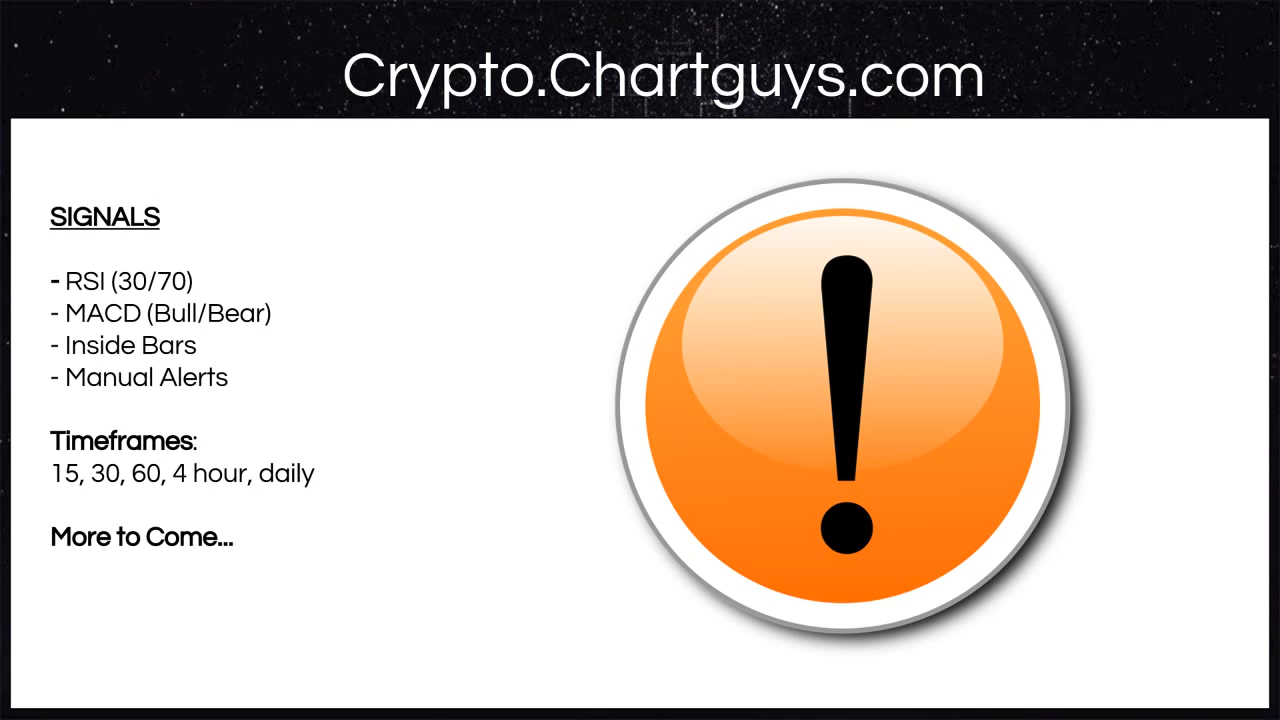 Crypto.Chartguys.com
SIGNALS
- RSI (30/70)
- MACD (Bull/Bear)
- Inside Bars
- Manual Alerts
Timeframes:
15, 30, 60, 4 hour, daily
More to Come...
!